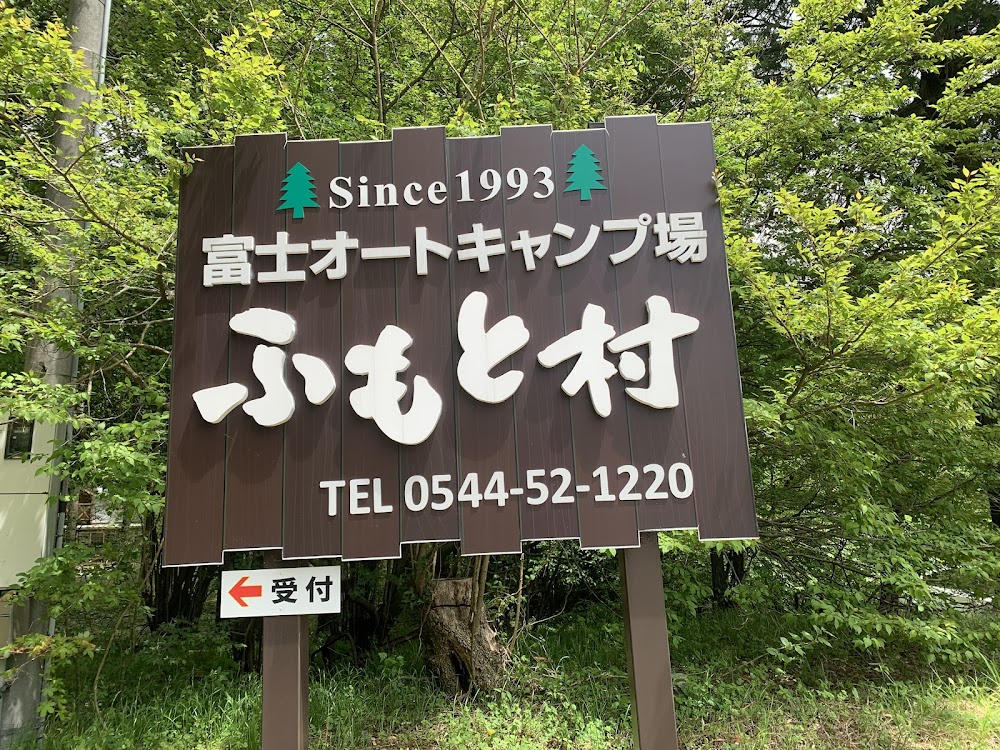 Since 1993
富士オートキャンプ場
ふもと村
TEL 0544-52-1220
←受付